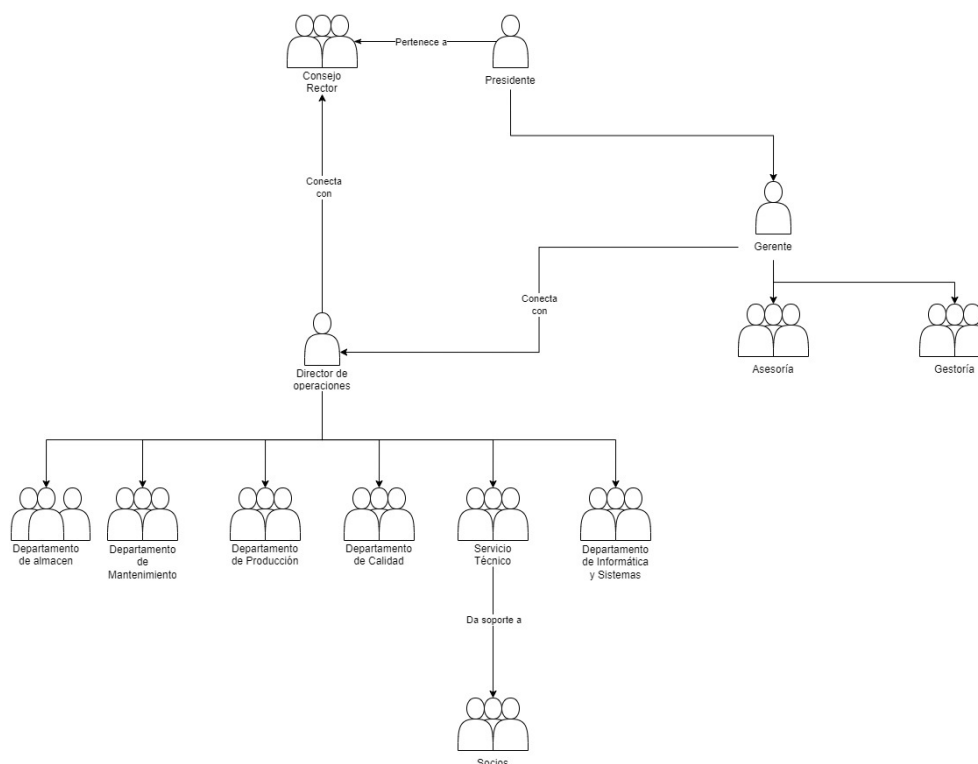 Pertenece a
Consejo
Rector
Presidente
Conecta
con
Gerente
Conecta
con
Director de
operaciones
Asesoría
Gestoría
Departamento
de almacen
Departamento
de
Mantenimiento
Departamento
de Producción
Departamento
de Calidad
Servicio
Técnico
Departamento
de Informática
y Sistemas
Da soporte a
Socios